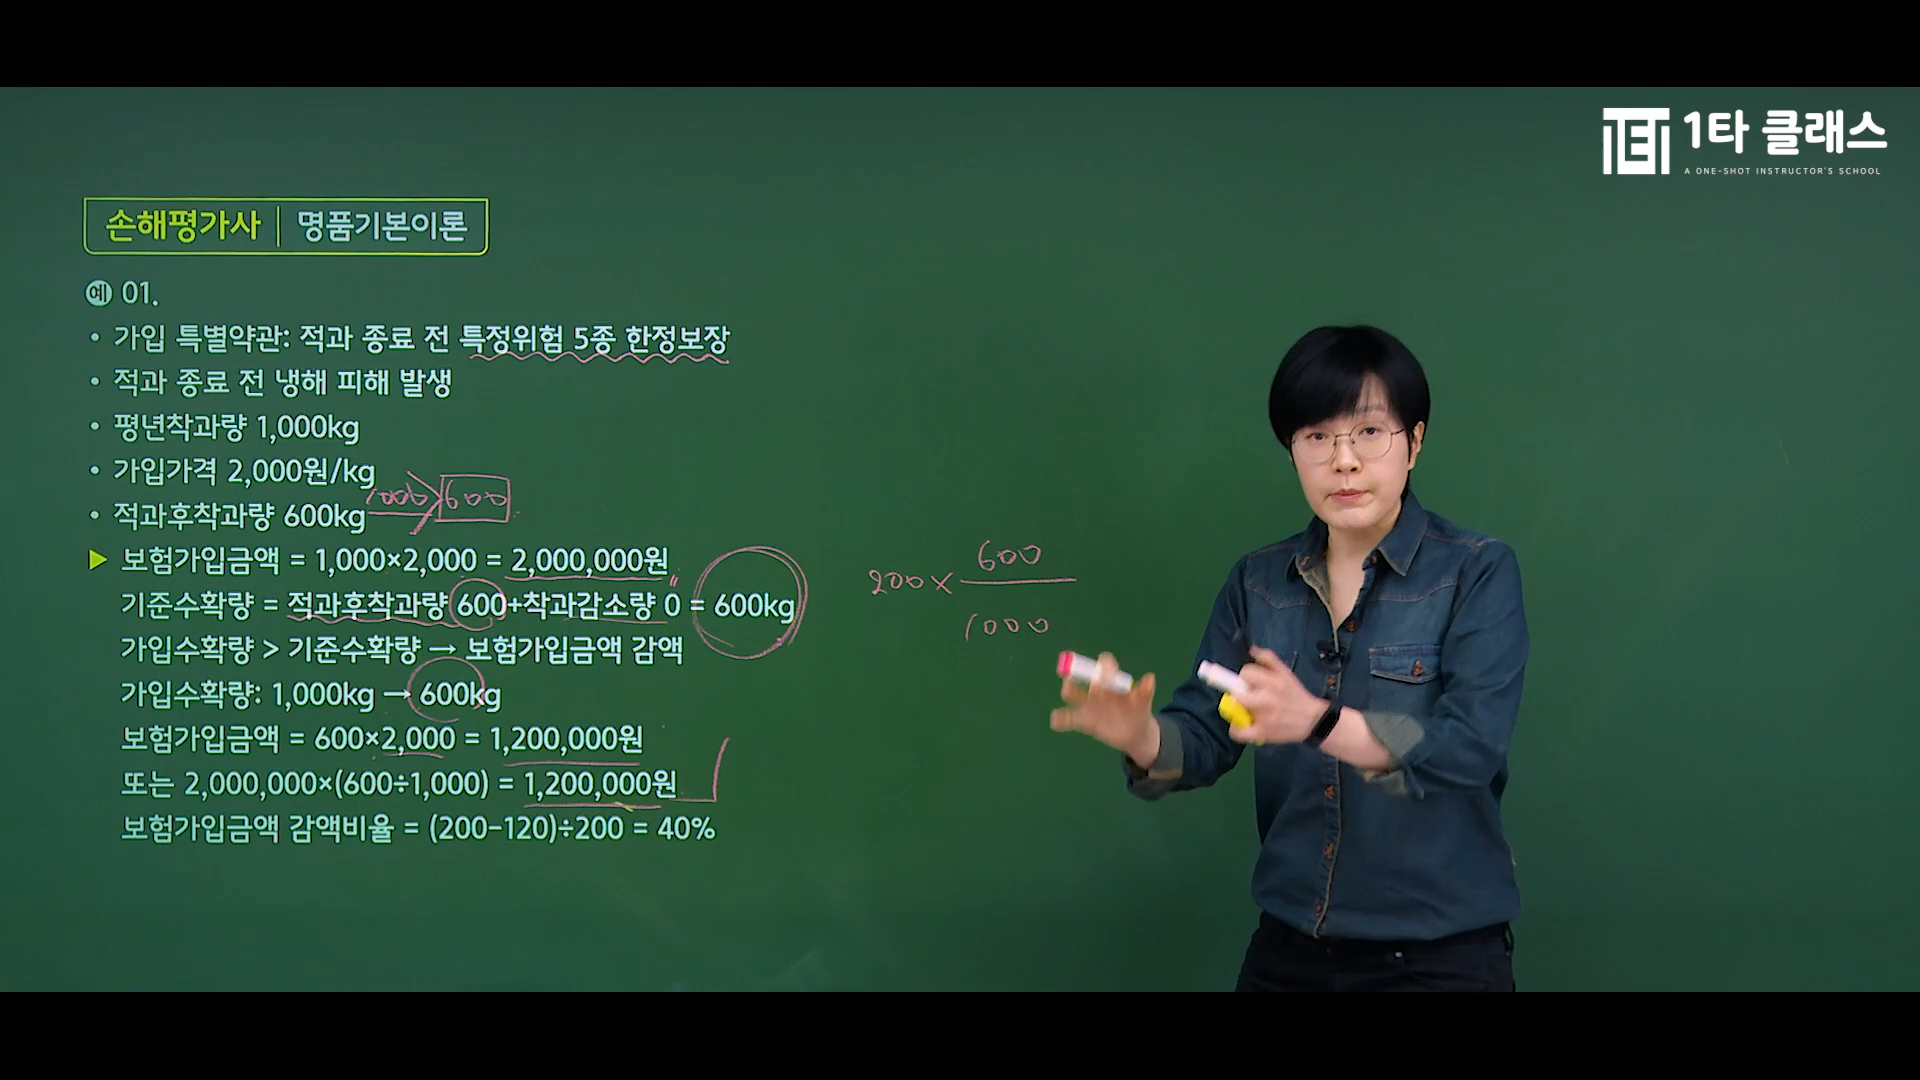 1타 클래스
A ONE-SHOT INSTRUCTOR'S SCHOOL
손해평가사 | 명품기본이론
예 01.
• 가입 특별약관: 적과 종료 전 특정위험 5종 한정보장
• 적과 종료 전 냉해 피해 발생
• 평년착과량 1,000kg
• 가입가격 2,000원/kg
• 적과후착과량 600kg 1000 > 600
▶ 보험가입금액 = 1,000×2,000 = 2,000,000원
기준수확량 = 적과후착과량 600+착과감소량 0 = 600kg
가입수확량 > 기준수확량 → 보험가입금액 감액
가입수확량: 1,000kg → 600kg
보험가입금액 = 600×2,000 = 1,200,000원
또는 2,000,000×(600÷1,000) = 1,200,000원
보험가입금액 감액비율 = (200-120)÷200 = 40%
600
200 ×
1000